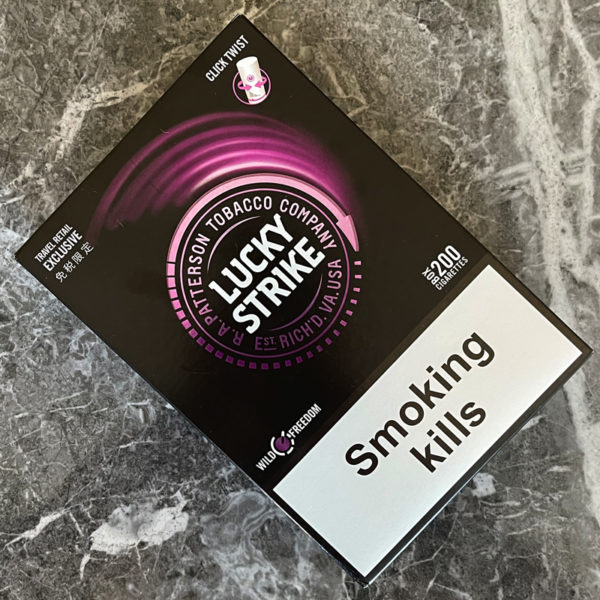 CLICK TWIST
TRAVEL RETAIL
EXCLUSIVE
免税限定
R.A. PATTERSON TOBACCO COMPANY
LUCKY
STRIKE
EST. RICH'D. VA. USA
BOX
200
CIGARETTES
WILD FREEDOM
Smoking
kills